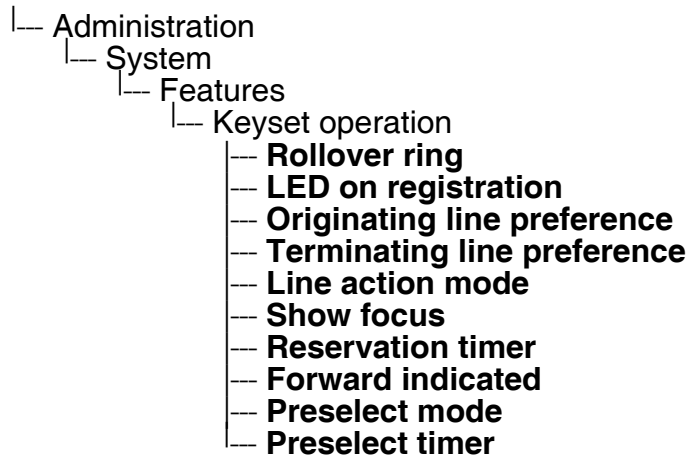 |--- Administration
|--- System
|--- Features
|--- Keyset operation
|--- Rollover ring
|--- LED on registration
|--- Originating line preference
|--- Terminating line preference
|--- Line action mode
|--- Show focus
|--- Reservation timer
|--- Forward indicated
|--- Preselect mode
|--- Preselect timer